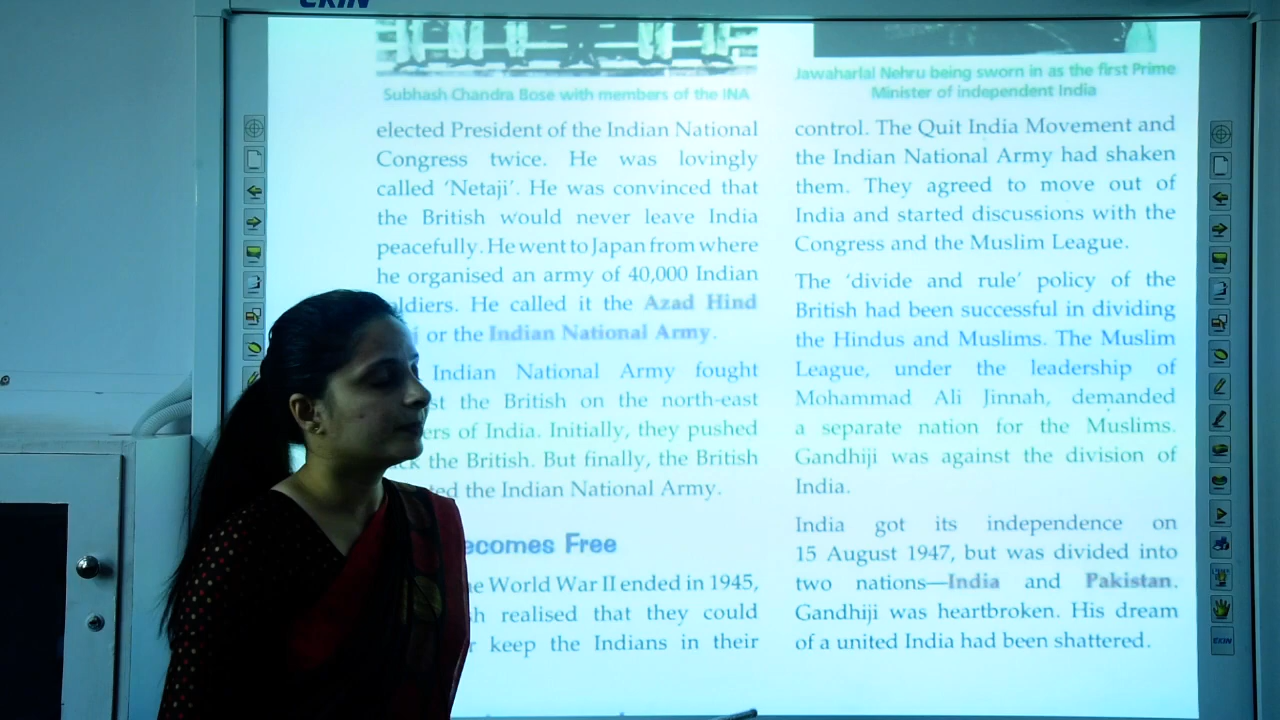 EKIN
Subhash Chandra Bose with members of the INA
elected President of the Indian National
Congress twice. He was lovingly
called ‘Netaji’. He was convinced that
the British would never leave India
peacefully. He went to Japan from where
he organised an army of 40,000 Indian
ldiers. He called it the Azad Hind
or the Indian National Army.
Indian National Army fought
st the British on the north-east
ers of India. Initially, they pushed
ck the British. But finally, the British
ted the Indian National Army.
ecomes Free
he World War II ended in 1945,
sh realised that they could
r keep the Indians in their
Jawaharlal Nehru being sworn in as the first Prime
Minister of independent India
control. The Quit India Movement and
the Indian National Army had shaken
them. They agreed to move out of
India and started discussions with the
Congress and the Muslim League.
The ‘divide and rule’ policy of the
British had been successful in dividing
the Hindus and Muslims. The Muslim
League, under the leadership of
Mohammad Ali Jinnah, demanded
a separate nation for the Muslims.
Gandhiji was against the division of
India.
India got its independence on
15 August 1947, but was divided into
two nations—India and Pakistan.
Gandhiji was heartbroken. His dream
of a united India had been shattered.
EKIN